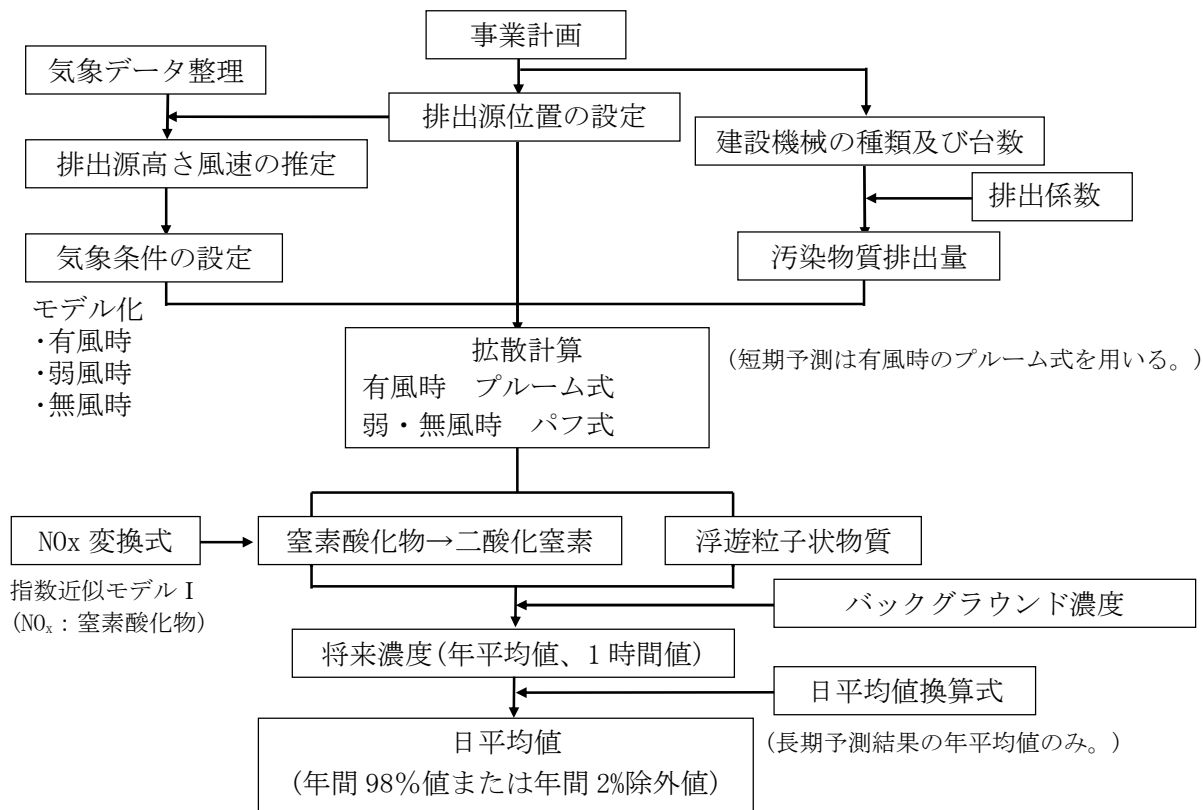 事業計画
気象データ整理
排出源位置の設定
建設機械の種類及び台数
排出源高さ風速の推定
排出係数
気象条件の設定
汚染物質排出量
モデル化
・有風時
・弱風時
・無風時
拡散計算
有風時　プルーム式
弱・無風時　パフ式
(短期予測は有風時のプルーム式を用いる。)
NOx 変換式
窒素酸化物→二酸化窒素
浮遊粒子状物質
指数近似モデルⅠ
(NOx：窒素酸化物)
バックグラウンド濃度
将来濃度(年平均値、1 時間値)
日平均値換算式
(長期予測結果の年平均値のみ。)
日平均値
(年間 98%値または年間 2%除外値)